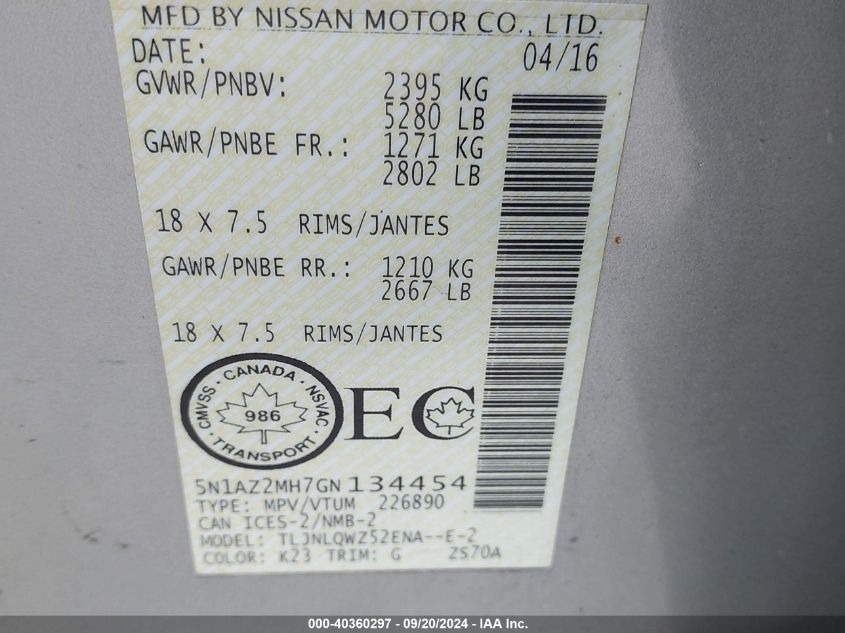 MFD BY NISSAN MOTOR CO., LTD.
DATE: 04/16
GVWR/PNBV: 2395 KG
5280 LB
GAWR/PNBE FR.: 1271 KG
2802 LB
18 X 7.5 RIMS/JANTES
GAWR/PNBE RR.: 1210 KG
2667 LB
18 X 7.5 RIMS/JANTES
CMVSS · CANADA · NSVAC
986
· TRANSPORT ·
EC
5N1AZ2MH7GN134454
TYPE: MPV/VTUM 226890
CAN ICES-2/NMB-2
MODEL: TLJNLQWZ52ENA--E-2
COLOR: K23 TRIM: G ZS70A
000-40360297 - 09/20/2024 - IAA Inc.